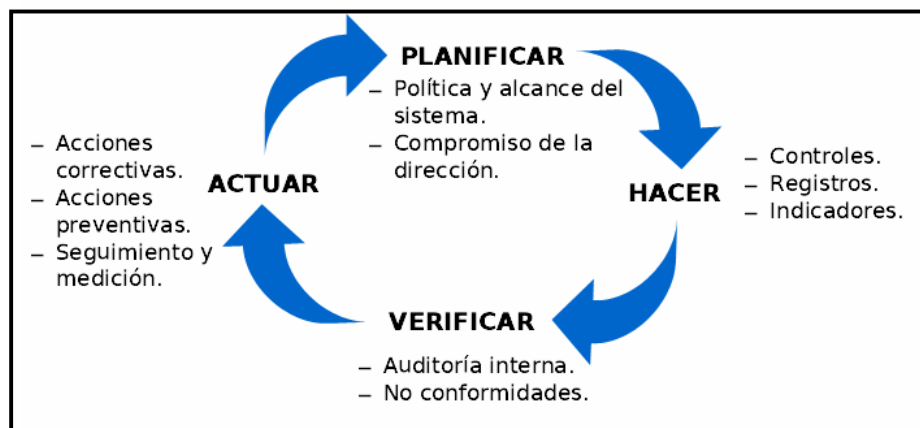 PLANIFICAR
– Política y alcance del
sistema.
– Compromiso de la
dirección.
HACER
– Controles.
– Registros.
– Indicadores.
VERIFICAR
– Auditoría interna.
– No conformidades.
ACTUAR
– Acciones
correctivas.
– Acciones
preventivas.
– Seguimiento y
medición.